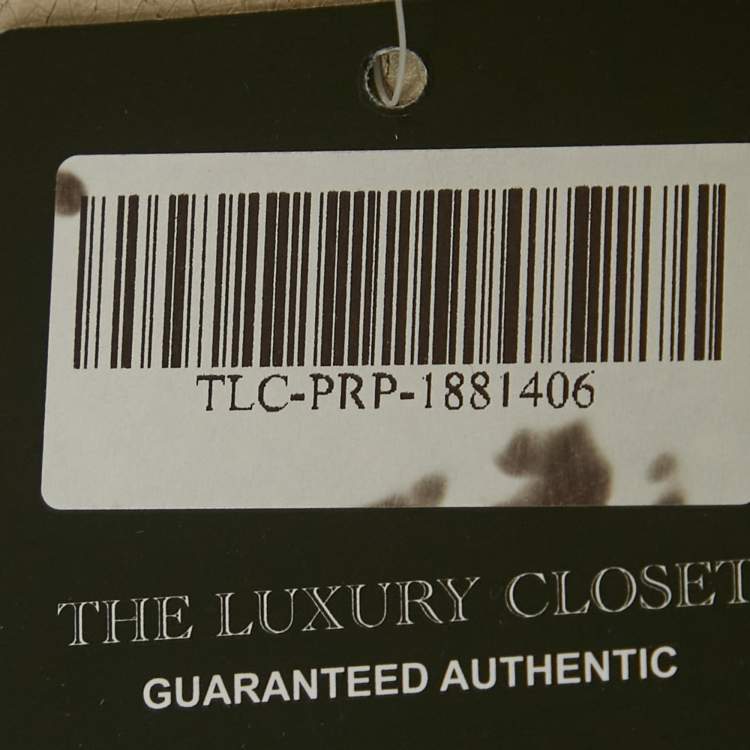 TLC-PRP-1881406
THE LUXURY CLOSET
GUARANTEED AUTHENTIC